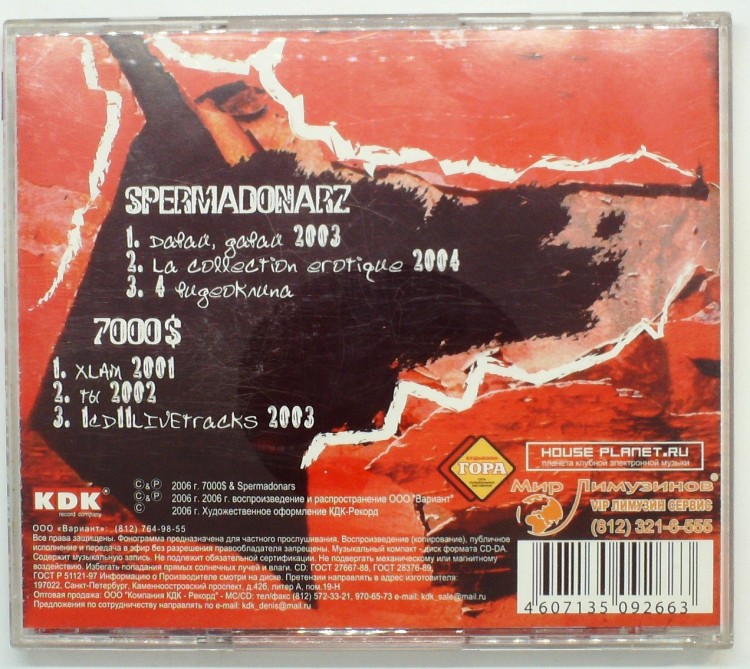 SPERMADONARZ
1. Давай, давай 2003
2. La collection erotique 2004
3. 4 видеоклипа
7000$
1. XLAM 2001
2. ты 2002
3. 1cD11LIVEtracks 2003
KDK®
record company
©&℗ 2006 г. 7000$ & Spermadonars
©&℗ 2006 г. 2006 г. воспроизведение и распространение ООО "Вариант"
© 2006 г. Художественное оформление КДК-Рекорд
ГОРА
HOUSE PLANET.RU
планета клубной электронной музыки
Мир Лимузинов®
VIP ЛИМУЗИН СЕРВИС
(812) 321-6-555
ООО «Вариант»: (812) 764-98-55
Все права защищены. Фонограмма предназначена для частного прослушивания. Воспроизведение (копирование), публичное
исполнение и передача в эфир без разрешения правообладателя запрещены. Музыкальный компакт - диск формата CD-DA.
Содержит музыкальную запись. Не подлежит обязательной сертификации. Не подвергать механическому или магнитному
воздействию. Избегать попадания прямых солнечных лучей и влаги. CD: ГОСТ 27667-88, ГОСТ 28376-89,
ГОСТ Р 51121-97 Информацию о Производителе смотри на диске. Претензии направлять в адрес изготовителя:
197022, Санкт-Петербург, Каменноостровский проспект, д.42б, литер А, пом.19-Н
Оптовая продажа: ООО "Компания КДК - Рекорд" - MC/CD: тел/факс (812) 572-33-21, 970-65-73 e-mail: kdk_sale@mail.ru
Предложения по сотрудничеству направлять по e-mail: kdk_denis@mail.ru
4607135 092663